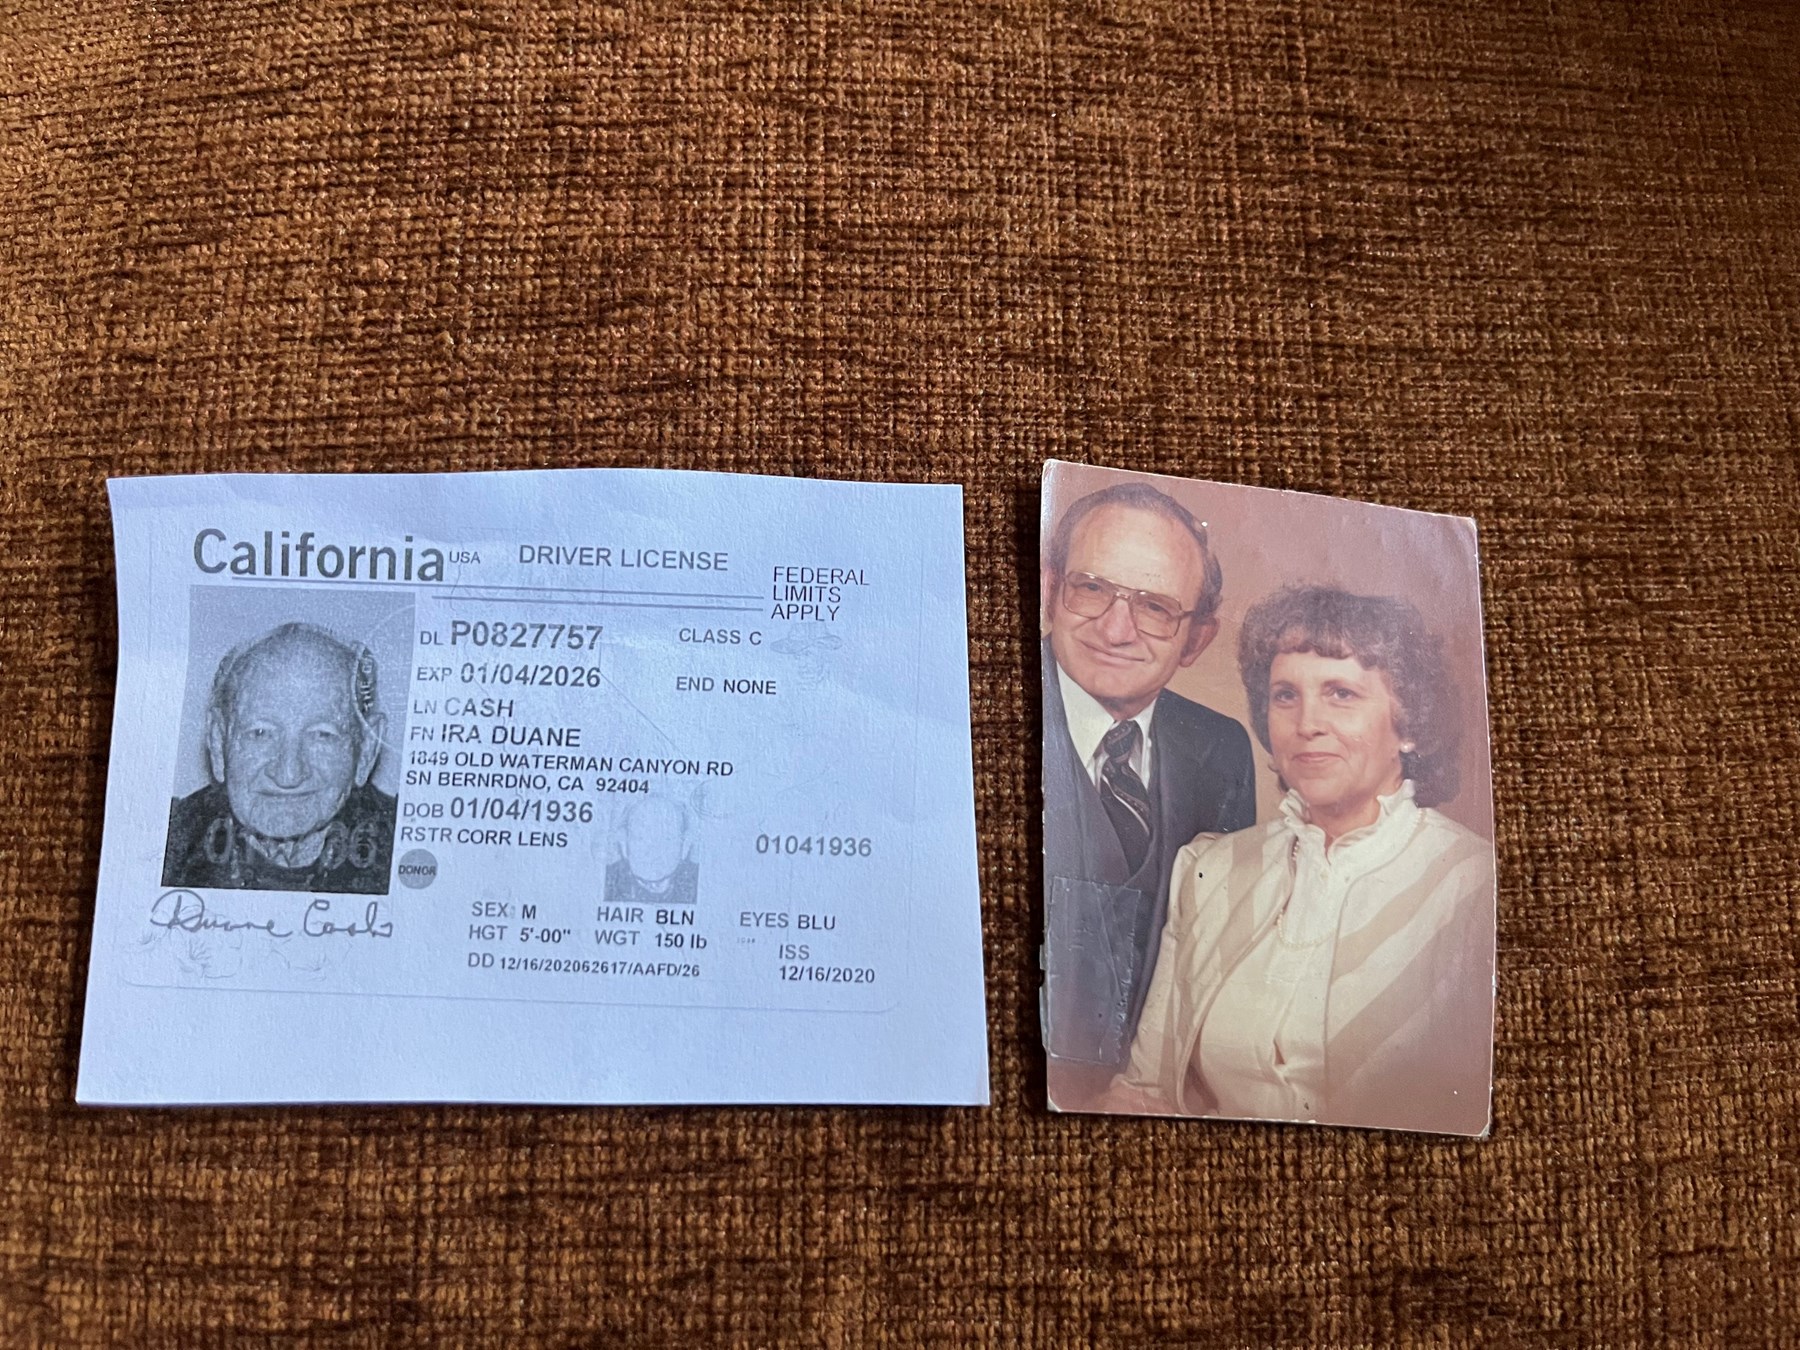 California USA DRIVER LICENSE
FEDERAL
LIMITS
APPLY
DL P0827757 CLASS C
EXP 01/04/2026 END NONE
LN CASH
FN IRA DUANE
1849 OLD WATERMAN CANYON RD
SN BERNRDNO, CA 92404
DOB 01/04/1936
RSTR CORR LENS 01041936
DONOR
Duane Cash
SEX M HAIR BLN EYES BLU
HGT 5'-00" WGT 150 lb
ISS
DD 12/16/202062617/AAFD/26 12/16/2020